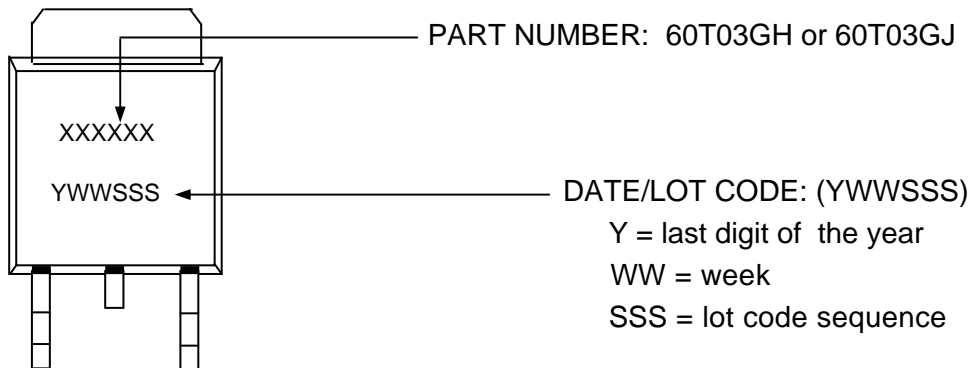 PART NUMBER: 60T03GH or 60T03GJ
XXXXXX
YWWSSS
DATE/LOT CODE: (YWWSSS)
Y = last digit of the year
WW = week
SSS = lot code sequence